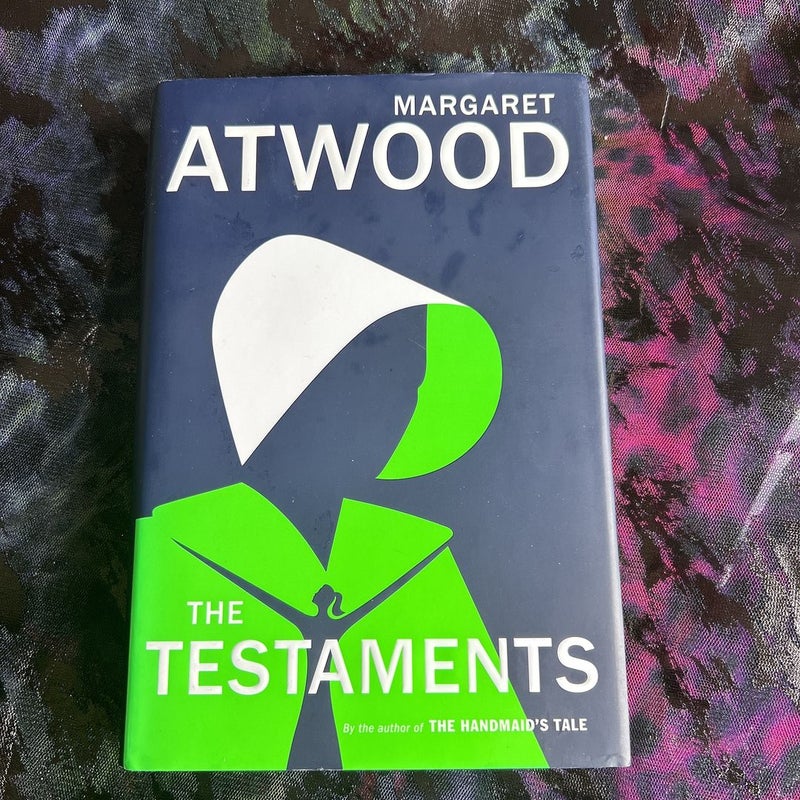 MARGARET
ATWOOD
THE
TESTAMENTS
By the author of THE HANDMAID'S TALE